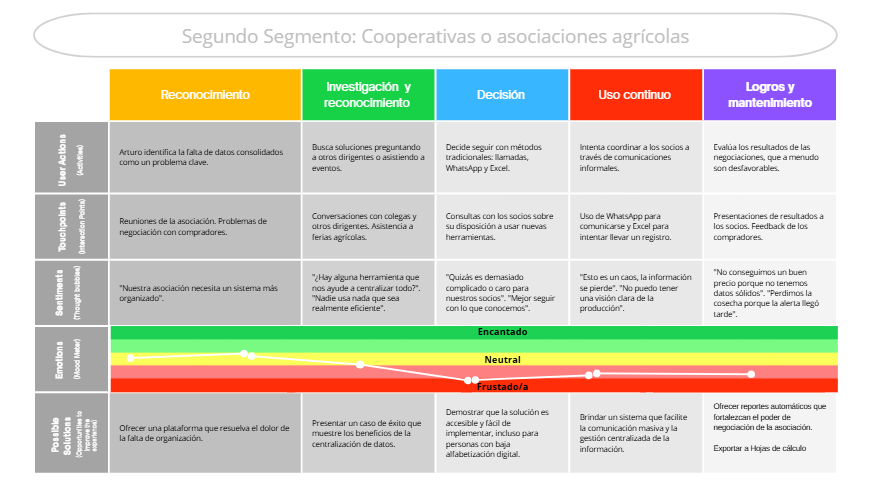 Segundo Segmento: Cooperativas o asociaciones agrícolas
Reconocimiento
Investigación y
reconocimiento
Decisión
Uso continuo
Logros y
mantenimiento
User Actions
(Activities)
Arturo identifica la falta de datos consolidados
como un problema clave.
Busca soluciones preguntando
a otros dirigentes o asistiendo a
eventos.
Decide seguir con métodos
tradicionales: llamadas,
WhatsApp y Excel.
Intenta coordinar a los socios a
través de comunicaciones
informales.
Evalúa los resultados de las
negociaciones, que a menudo
son desfavorables.
Touchpoints
(Interaction Points)
Reuniones de la asociación. Problemas de
negociación con compradores.
Conversaciones con colegas y
otros dirigentes. Asistencia a
ferias agrícolas.
Consultas con los socios sobre
su disposición a usar nuevas
herramientas.
Uso de WhatsApp para
comunicarse y Excel para
intentar llevar un registro.
Presentaciones de resultados a
los socios. Feedback de los
compradores.
Sentiments
(Thought bubbles)
"Nuestra asociación necesita un sistema más
organizado".
"¿Hay alguna herramienta que
nos ayude a centralizar todo?".
"Nadie usa nada que sea
realmente eficiente".
"Quizás es demasiado
complicado o caro para
nuestros socios". "Mejor seguir
con lo que conocemos".
"Esto es un caos, la información
se pierde". "No puedo tener
una visión clara de la
producción".
"No conseguimos un buen
precio porque no tenemos
datos sólidos". "Perdimos la
cosecha porque la alerta llegó
tarde".
Emotions
(Mood Meter)
Encantado
Neutral
Frustado/a
Possible
Solutions
(Opportunities to
improve the
experience)
Ofrecer una plataforma que resuelva el dolor de
la falta de organización.
Presentar un caso de éxito que
muestre los beneficios de la
centralización de datos.
Demostrar que la solución es
accesible y fácil de
implementar, incluso para
personas con baja
alfabetización digital.
Brindar un sistema que facilite
la comunicación masiva y la
gestión centralizada de la
información.
Ofrecer reportes automáticos que
fortalezcan el poder de
negociación de la asociación.
Exportar a Hojas de cálculo